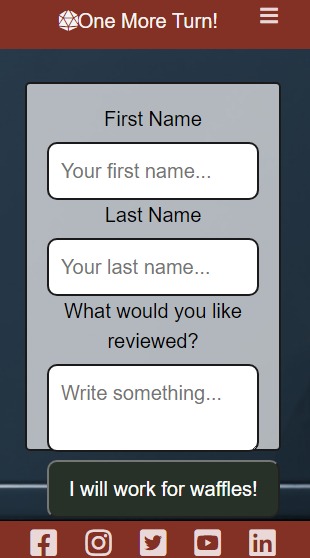 One More Turn!
First Name
Your first name...
Last Name
Your last name...
What would you like
reviewed?
Write something...
I will work for waffles!